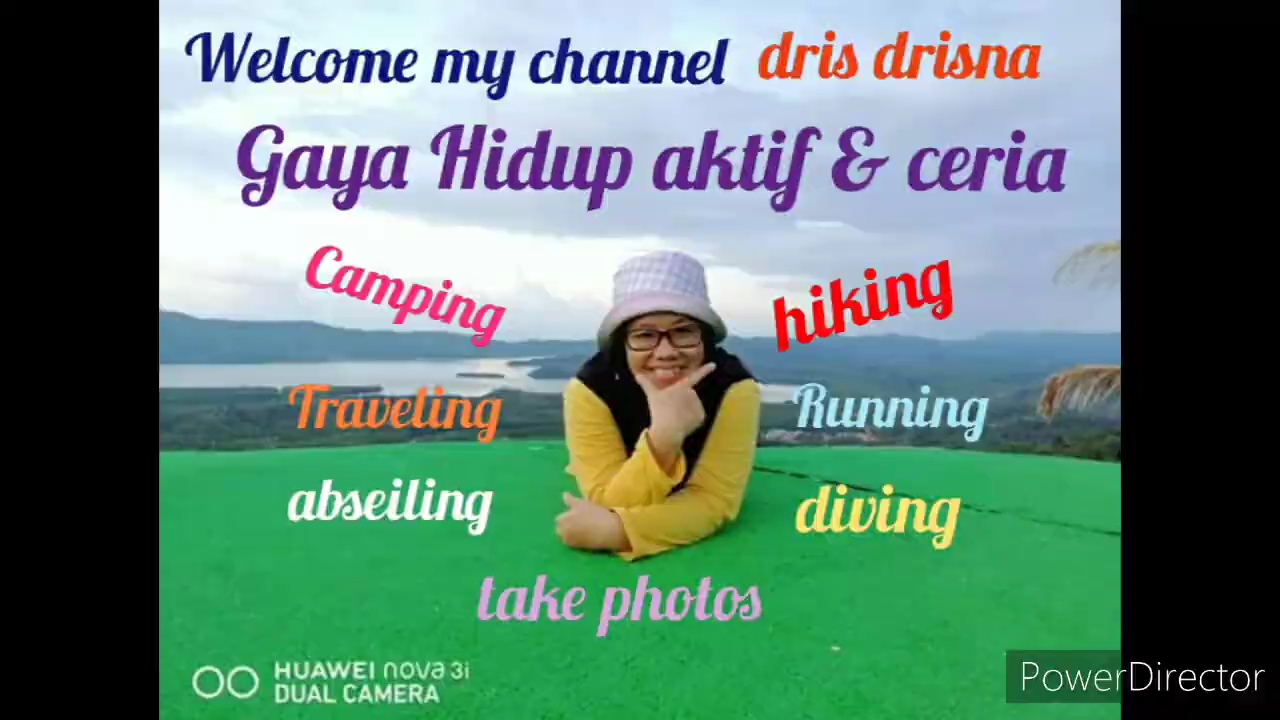 Welcome my channel dris drisna
Gaya Hidup aktif & ceria
Camping
hiking
Traveling
Running
abseiling
diving
take photos
HUAWEI nova 3i
DUAL CAMERA
PowerDirector